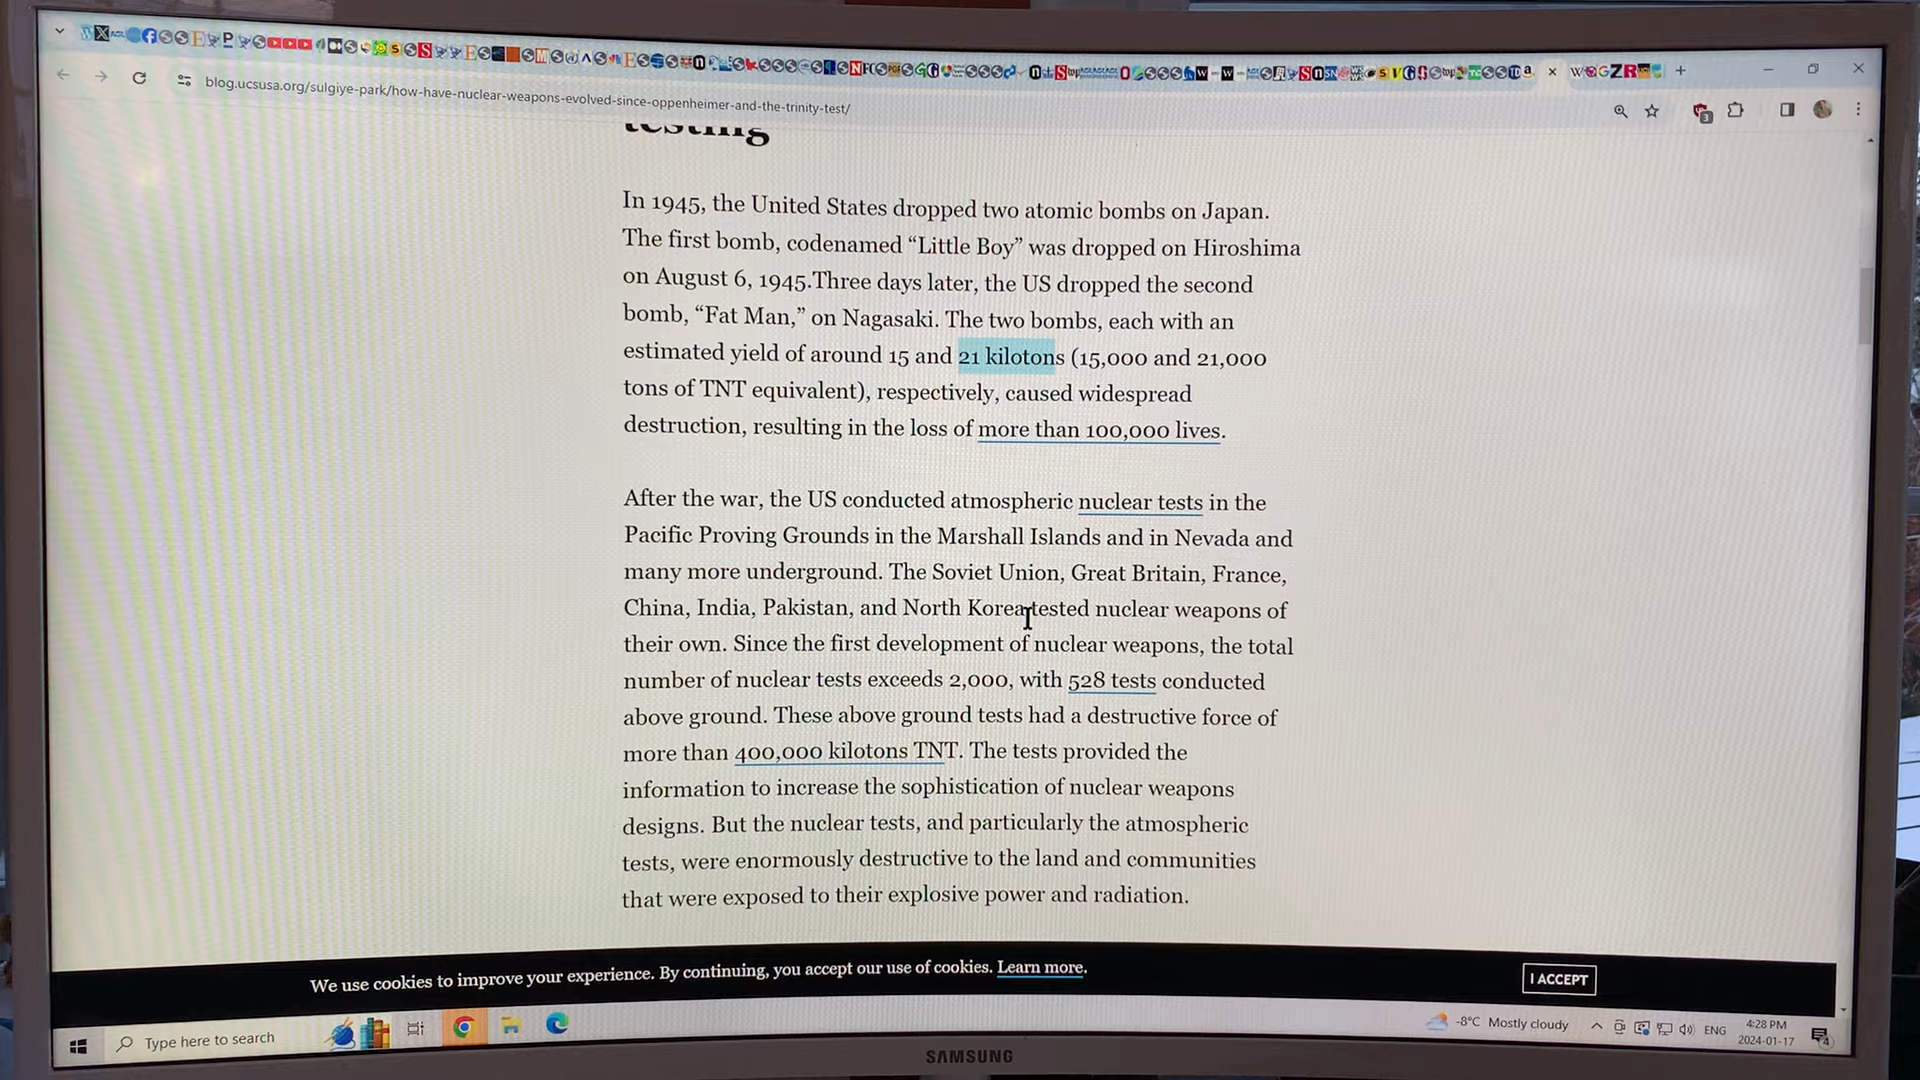 blog.ucsusa.org/sulgiye-park/how-have-nuclear-weapons-evolved-since-oppenheimer-and-the-trinity-test/
testing
In 1945, the United States dropped two atomic bombs on Japan.
The first bomb, codenamed “Little Boy” was dropped on Hiroshima
on August 6, 1945.Three days later, the US dropped the second
bomb, “Fat Man,” on Nagasaki. The two bombs, each with an
estimated yield of around 15 and 21 kilotons (15,000 and 21,000
tons of TNT equivalent), respectively, caused widespread
destruction, resulting in the loss of more than 100,000 lives.
After the war, the US conducted atmospheric nuclear tests in the
Pacific Proving Grounds in the Marshall Islands and in Nevada and
many more underground. The Soviet Union, Great Britain, France,
China, India, Pakistan, and North Korea tested nuclear weapons of
their own. Since the first development of nuclear weapons, the total
number of nuclear tests exceeds 2,000, with 528 tests conducted
above ground. These above ground tests had a destructive force of
more than 400,000 kilotons TNT. The tests provided the
information to increase the sophistication of nuclear weapons
designs. But the nuclear tests, and particularly the atmospheric
tests, were enormously destructive to the land and communities
that were exposed to their explosive power and radiation.
We use cookies to improve your experience. By continuing, you accept our use of cookies. Learn more.
I ACCEPT
Type here to search
-8°C Mostly cloudy
ENG
4:28 PM
2024-01-17
4
SAMSUNG